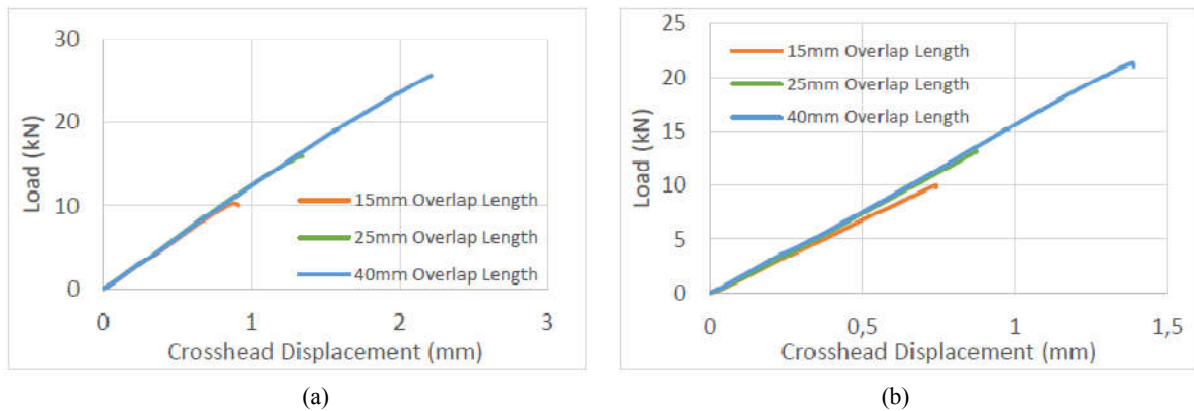 30
20
10
0
Load (kN)
15mm Overlap Length
25mm Overlap Length
40mm Overlap Length
0 1 2 3
Crosshead Displacement (mm)
(a)
25
20
15
10
5
0
Load (kN)
15mm Overlap Length
25mm Overlap Length
40mm Overlap Length
0 0,5 1 1,5
Crosshead Displacement (mm)
(b)